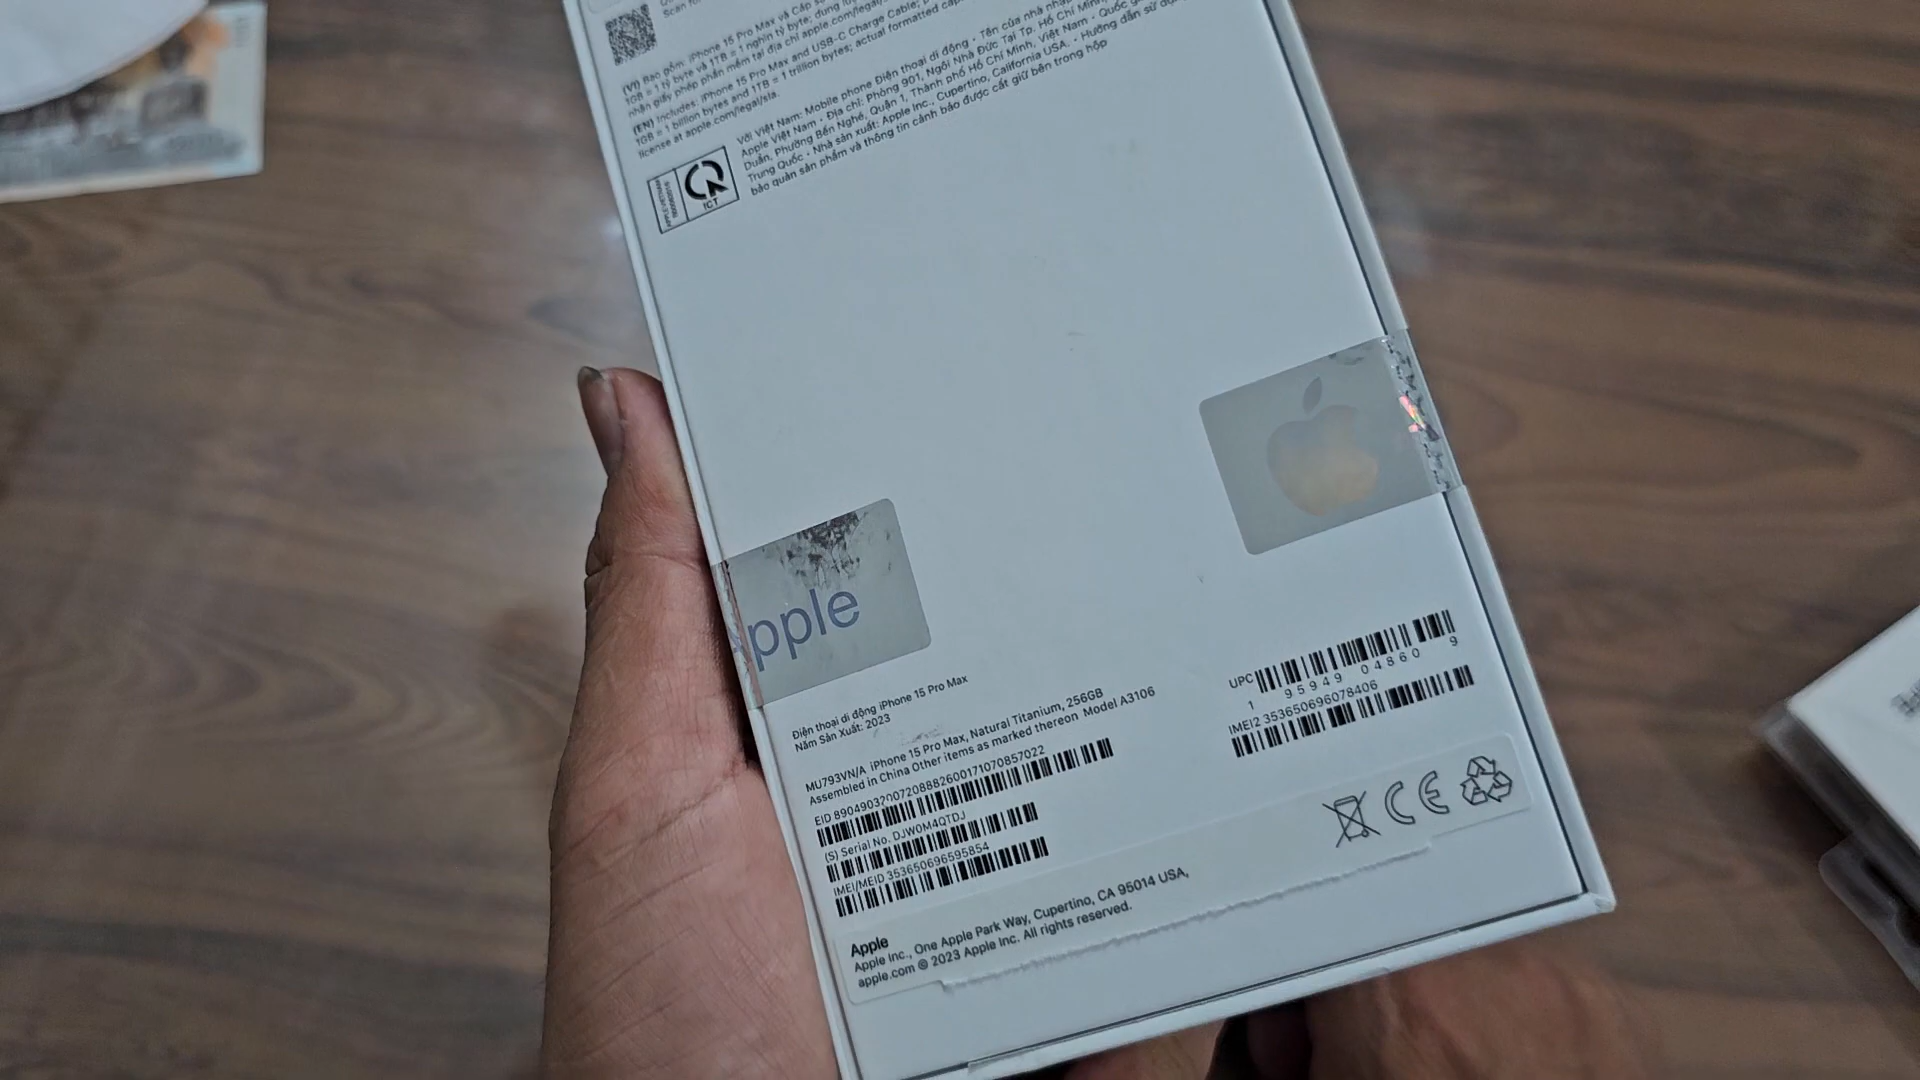 Scan for
(VI) Bao gồm: iPhone 15 Pro Max và Cáp sạc
1GB = 1 tỷ byte và 1TB = 1 nghìn tỷ byte; dung
nhận giấy phép phần mềm tại địa chỉ apple.com/legal/
(EN) Includes: iPhone 15 Pro Max and USB-C Charge Cable;
1GB = 1 billion bytes and 1TB = 1 trillion bytes; actual formatted
license at apple.com/legal/sla.
ICT
Với Việt Nam: Mobile phone Điện thoại di động • Tên của nhà nhập
Apple Việt Nam • Địa chỉ: Phòng 901, Ngôi Nhà Đức Tại Tp. Hồ Chí Minh,
Duẩn, Phường Bến Nghé, Quận 1, Thành phố Hồ Chí Minh, Việt Nam • Quốc
Trung Quốc • Nhà sản xuất: Apple Inc., Cupertino, California USA. • Hướng dẫn sử
bảo quản sản phẩm và thông tin cảnh báo được cất giữ bên trong hộp
Apple
Điện thoại di động iPhone 15 Pro Max
Năm Sản Xuất: 2023
MU793VN/A iPhone 15 Pro Max, Natural Titanium, 256GB
Assembled in China Other items as marked thereon Model A3106
EID 89049032007208882600171070857022
(S) Serial No. DJW0M4QTDJ
IMEI/MEID 353650696595854
UPC
1 95949 04860 9
IMEI2 353650696078406
CE
Apple
Apple Inc., One Apple Park Way, Cupertino, CA 95014 USA,
apple.com © 2023 Apple Inc. All rights reserved.